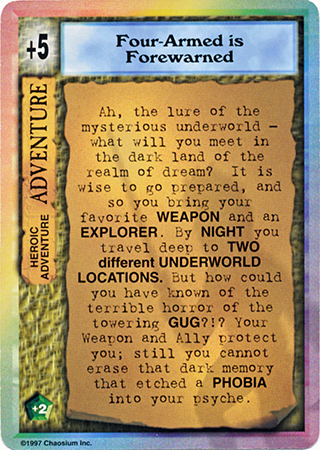 +5
Four-Armed is
Forewarned
HEROIC
ADVENTURE
ADVENTURE
Ah, the lure of the
mysterious underworld –
what will you meet in
the dark land of the
realm of dream? It is
wise to go prepared, and
so you bring your
favorite WEAPON and an
EXPLORER. By NIGHT you
travel deep to TWO
different UNDERWORLD
LOCATIONS. But how could
you have known of the
terrible horror of the
towering GUG?!? Your
Weapon and Ally protect
you; still you cannot
erase that dark memory
that etched a PHOBIA
into your psyche.
+2
©1997 Chaosium Inc.